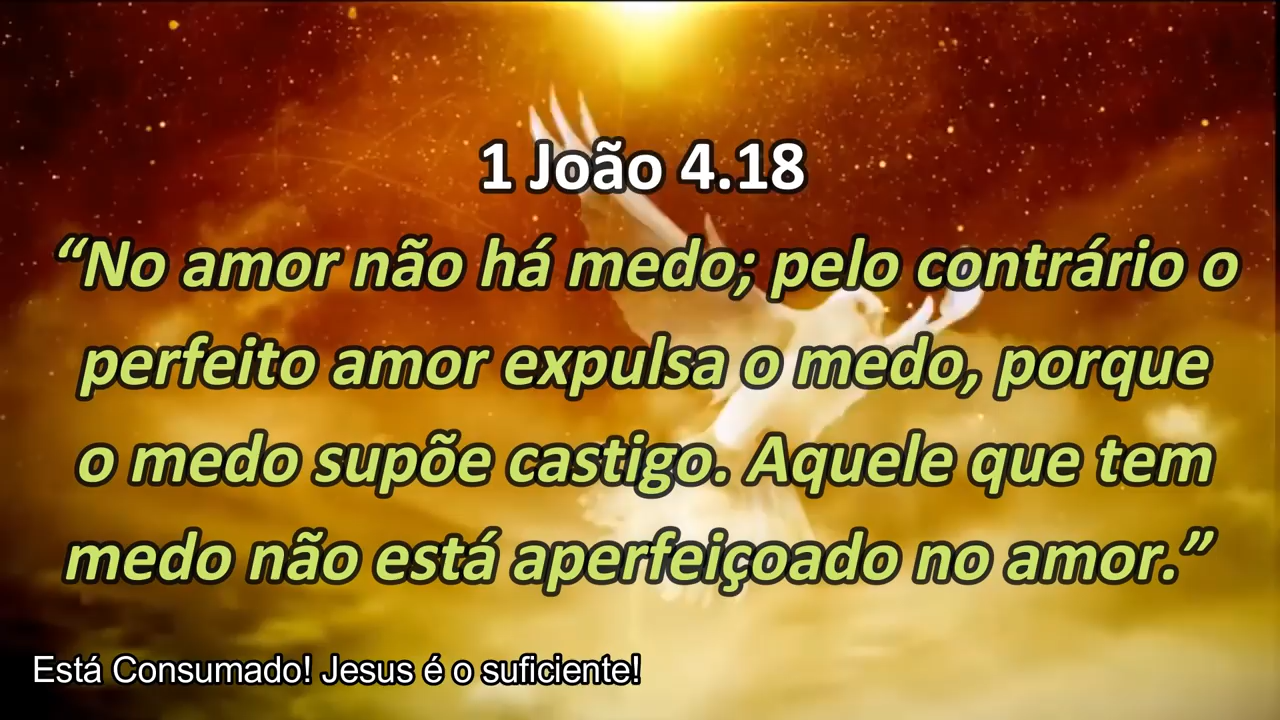 1 João 4.18
“No amor não há medo; pelo contrário o
perfeito amor expulsa o medo, porque
o medo supõe castigo. Aquele que tem
medo não está aperfeiçoado no amor.”
Está Consumado! Jesus é o suficiente!